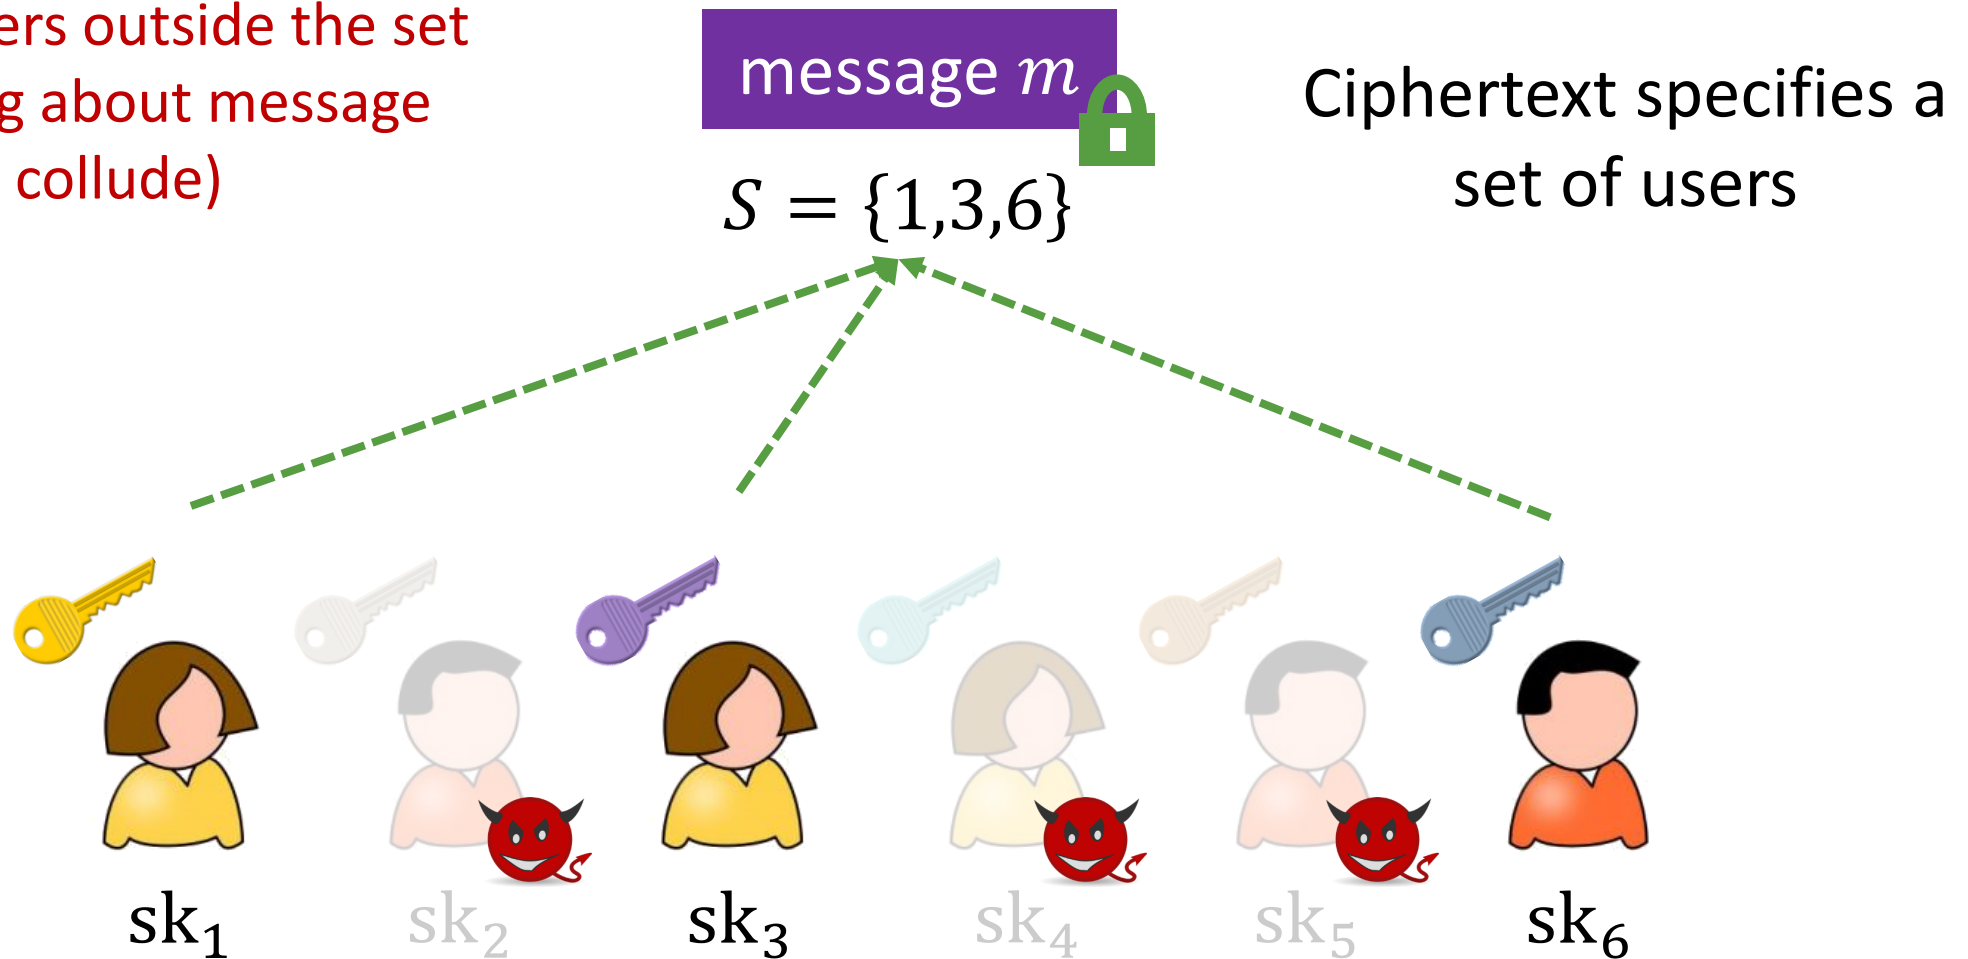 outside the set
about message
collude)
message m
S = {1,3,6}
Ciphertext specifies a
set of users
sk₁ sk₂ sk₃ sk₄ sk₅ sk₆